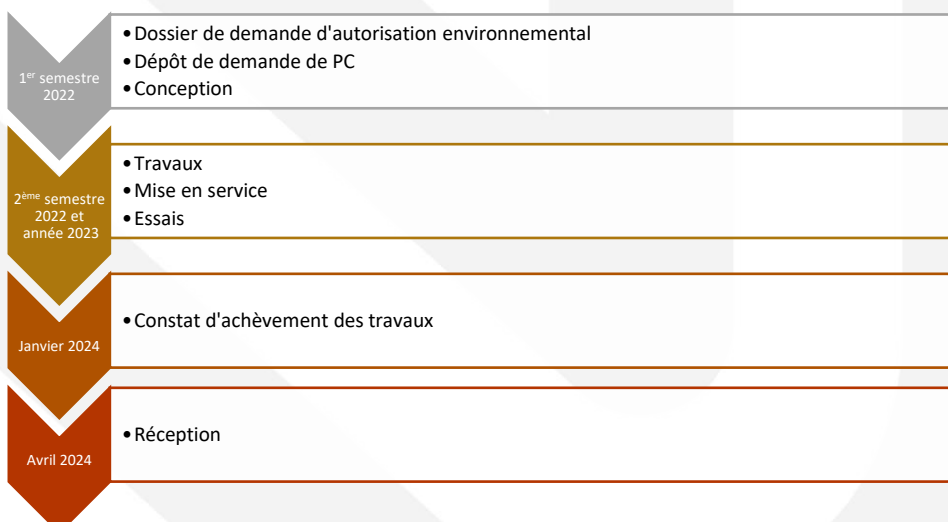 1er semestre
2022
•Dossier de demande d'autorisation environnemental
•Dépôt de demande de PC
•Conception
2ème semestre
2022 et
année 2023
•Travaux
•Mise en service
•Essais
Janvier 2024
•Constat d'achèvement des travaux
Avril 2024
•Réception